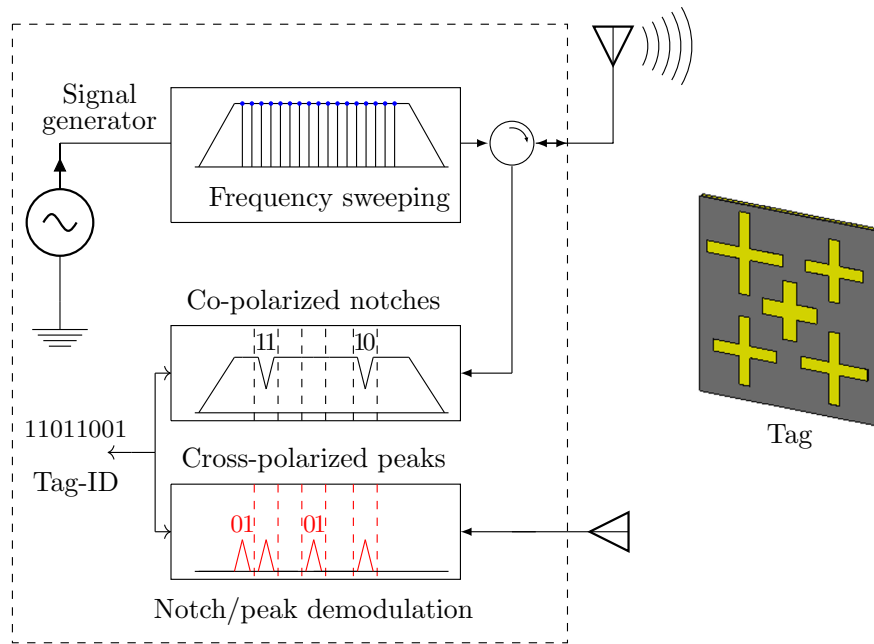 Signal
generator
Frequency sweeping
Co-polarized notches
11 10
11011001
Tag-ID
Cross-polarized peaks
01 01
Notch/peak demodulation
Tag